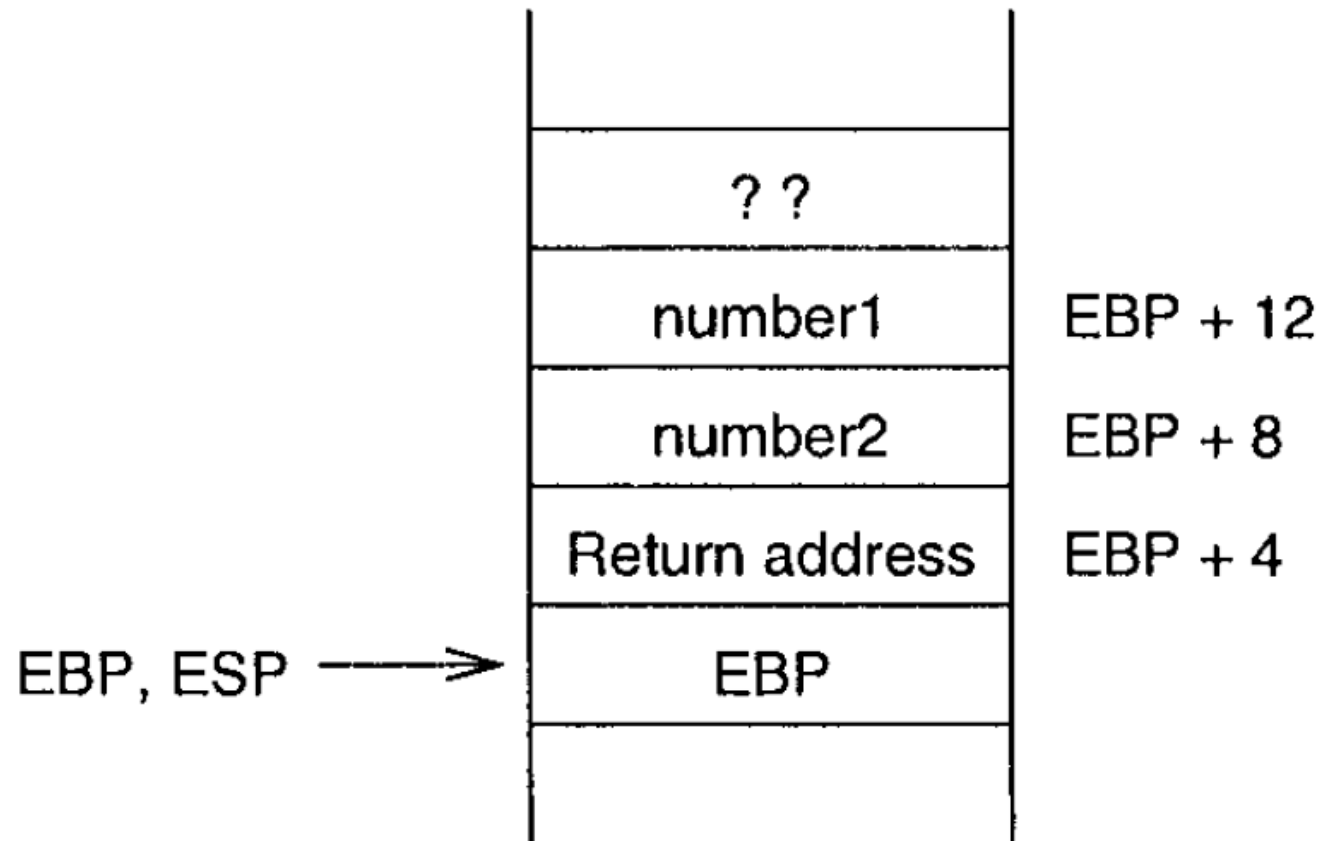 ? ?
number1 EBP + 12
number2 EBP + 8
Return address EBP + 4
EBP, ESP EBP